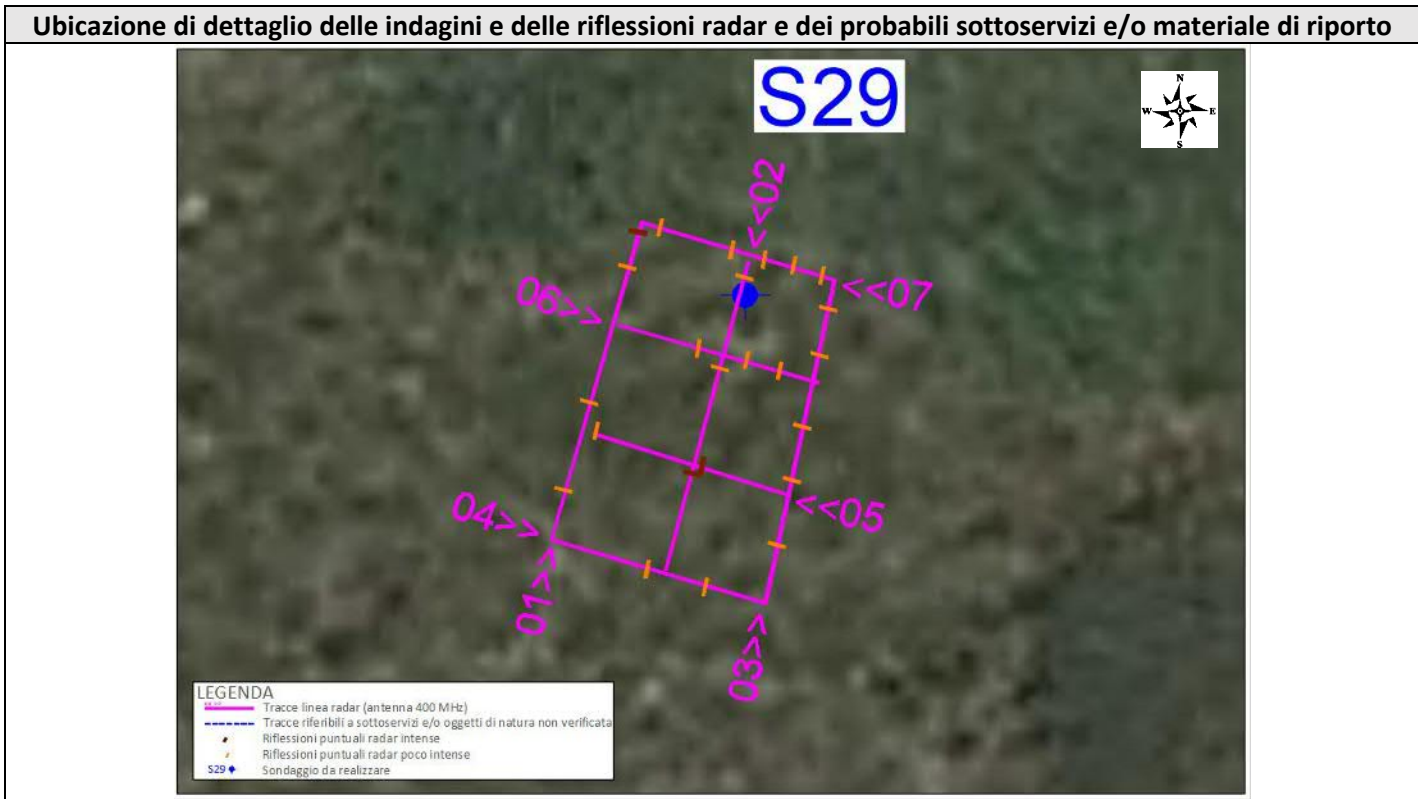 Ubicazione di dettaglio delle indagini e delle riflessioni radar e dei probabili sottoservizi e/o materiale di riporto
S29
N
W E
S
<<02
<<07
06>>
04>>
<<05
01>>
03>>
LEGENDA
Tracce linea radar (antenna 400 MHz)
Tracce riferibili a sottoservizi e/o oggetti di natura non verificata
Riflessioni puntuali radar intense
Riflessioni puntuali radar poco intense
S29 Sondaggio da realizzare